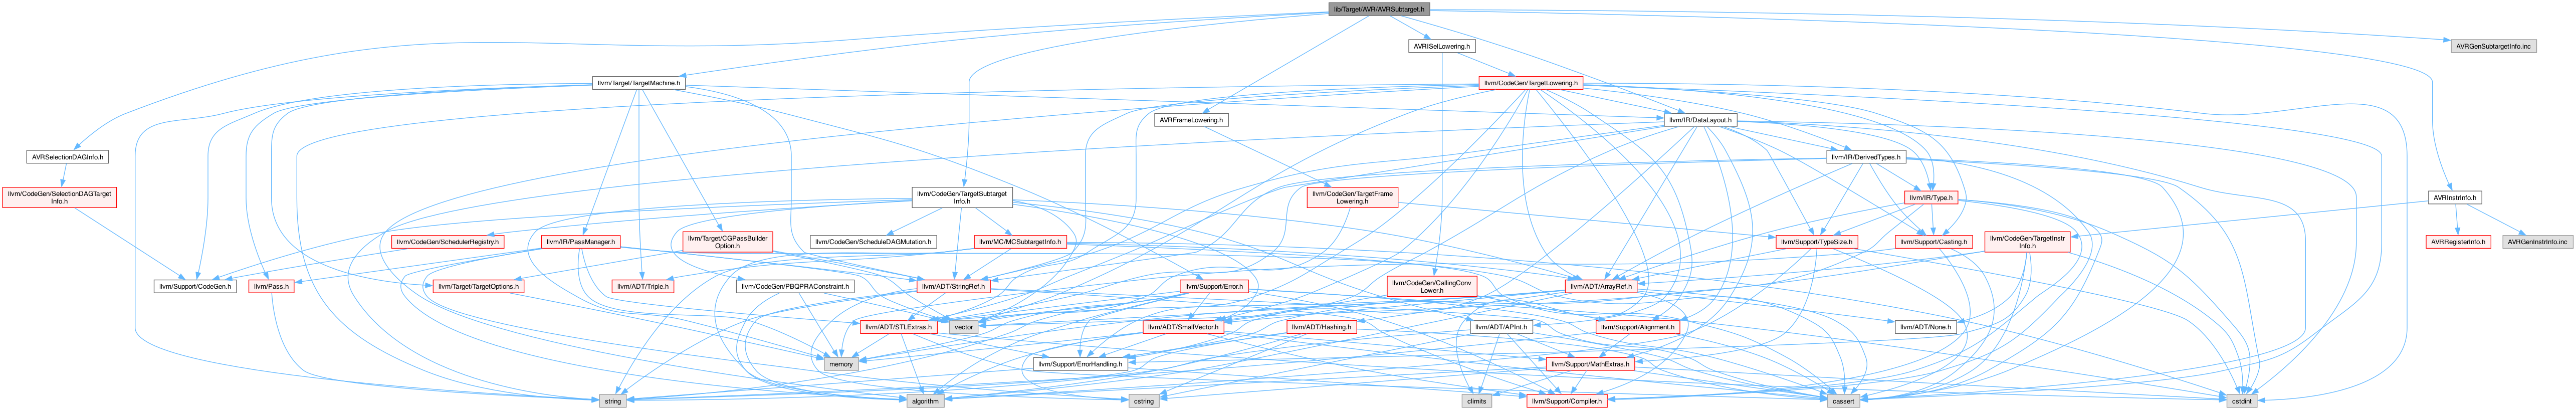 lib/Target/AVR/AVRSubtarget.h
AVRISelLowering.h
AVRGenSubtargetInfo.inc
llvm/Target/TargetMachine.h
llvm/CodeGen/TargetLowering.h
AVRFrameLowering.h
llvm/IR/DataLayout.h
AVRSelectionDAGInfo.h
llvm/IR/DerivedTypes.h
llvm/CodeGen/SelectionDAGTarget
Info.h
llvm/CodeGen/TargetSubtarget
Info.h
llvm/CodeGen/TargetFrame
Lowering.h
llvm/IR/Type.h
AVRInstrInfo.h
llvm/CodeGen/SchedulerRegistry.h
llvm/IR/PassManager.h
llvm/Target/CGPassBuilder
Option.h
llvm/CodeGen/ScheduleDAGMutation.h
llvm/MC/MCSubtargetInfo.h
llvm/Support/TypeSize.h
llvm/Support/Casting.h
llvm/CodeGen/TargetInstr
Info.h
AVRRegisterInfo.h
AVRGenInstrInfo.inc
llvm/Support/CodeGen.h
llvm/Pass.h
llvm/Target/TargetOptions.h
llvm/ADT/Triple.h
llvm/CodeGen/PBQPRAConstraint.h
llvm/ADT/StringRef.h
llvm/Support/Error.h
llvm/CodeGen/CallingConv
Lower.h
llvm/ADT/ArrayRef.h
llvm/ADT/STLExtras.h
vector
llvm/ADT/SmallVector.h
llvm/ADT/Hashing.h
llvm/ADT/APInt.h
llvm/Support/Alignment.h
llvm/ADT/None.h
memory
llvm/Support/ErrorHandling.h
llvm/Support/MathExtras.h
string
algorithm
cstring
climits
llvm/Support/Compiler.h
cassert
cstdint